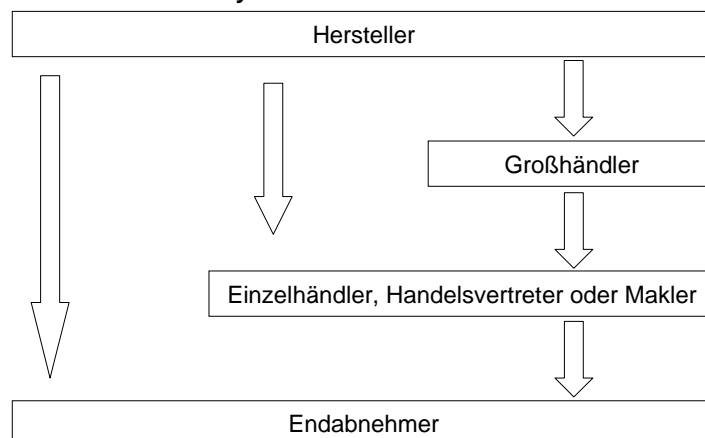 Hersteller
Großhändler
Einzelhändler, Handelsvertreter oder Makler
Endabnehmer